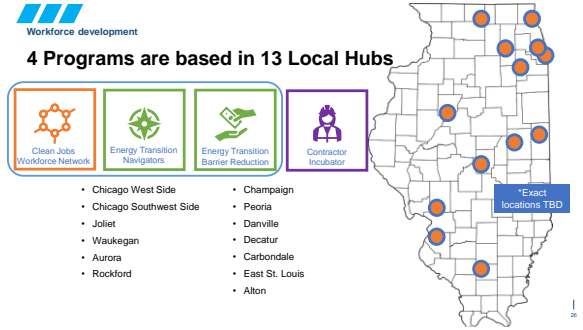 Workforce development
4 Programs are based in 13 Local Hubs
Clean Jobs
Workforce Network
Energy Transition
Navigators
Energy Transition
Barrier Reduction
Contractor
Incubator
• Chicago West Side
• Chicago Southwest Side
• Joliet
• Waukegan
• Aurora
• Rockford
• Champaign
• Peoria
• Danville
• Decatur
• Carbondale
• East St. Louis
• Alton
*Exact
locations TBD
26